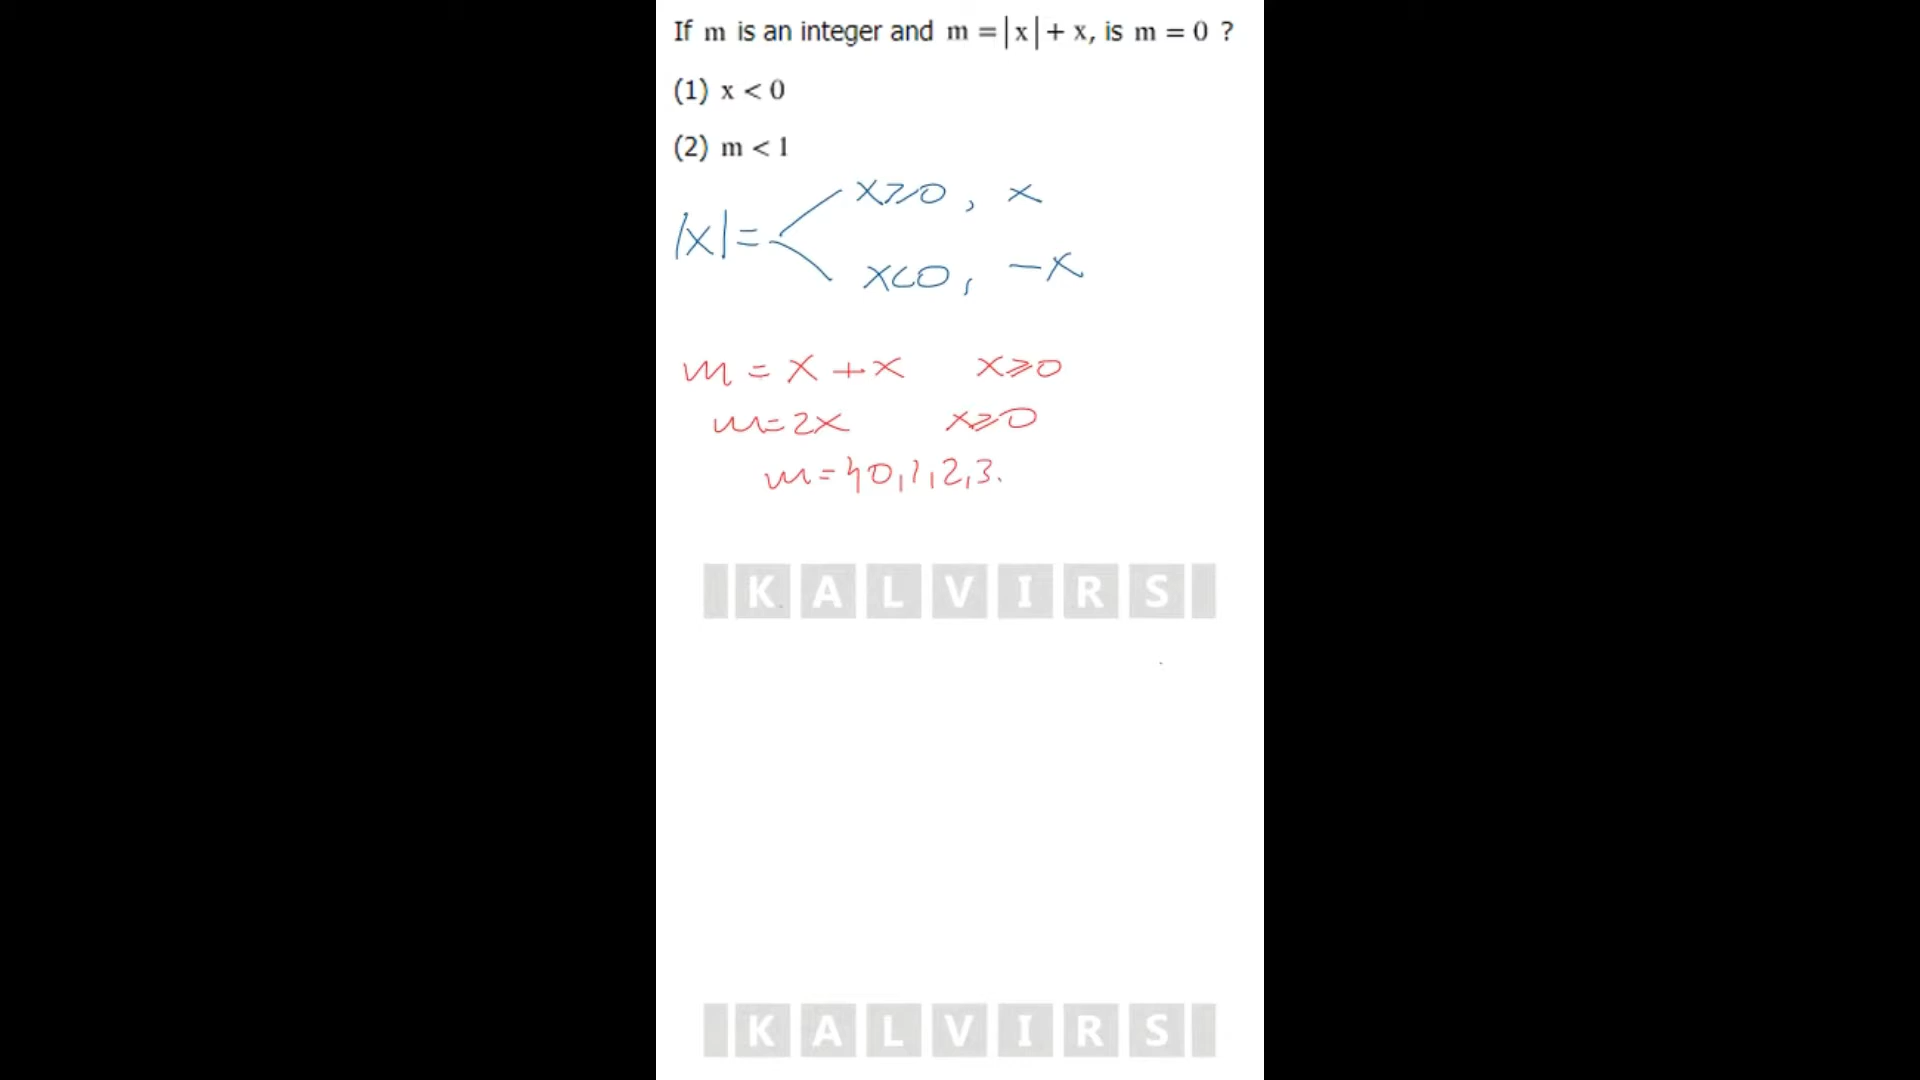 If m is an integer and m = |x| + x, is m = 0 ?
(1) x < 0
(2) m < 1
x⩾0, x
|x| =
x<0, -x
m = x + x x⩾0
m = 2x x⩾0
m = {0,1,2,3.
KALVIRS
KALVIRS